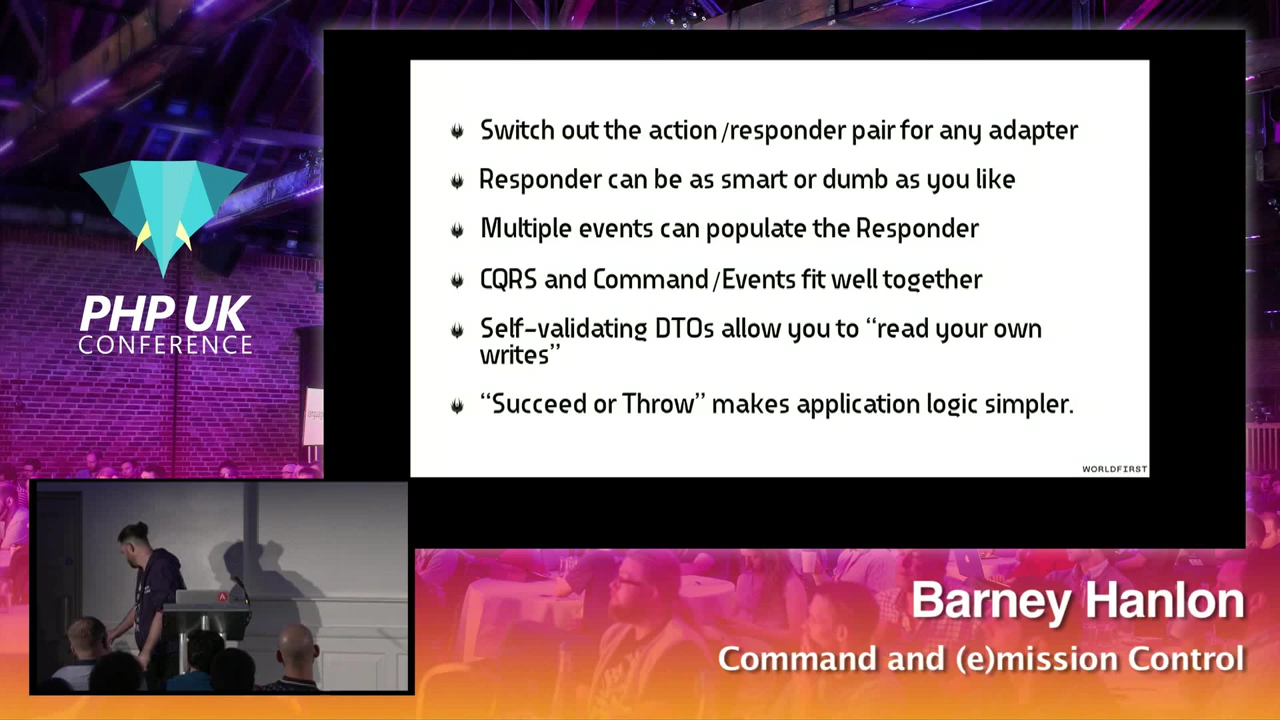 Switch out the action/responder pair for any adapter
Responder can be as smart or dumb as you like
Multiple events can populate the Responder
CQRS and Command/Events fit well together
Self-validating DTOs allow you to “read your own
writes”
“Succeed or Throw” makes application logic simpler.
WORLDFIRST
PHP UK
CONFERENCE
Barney Hanlon
Command and (e)mission Control